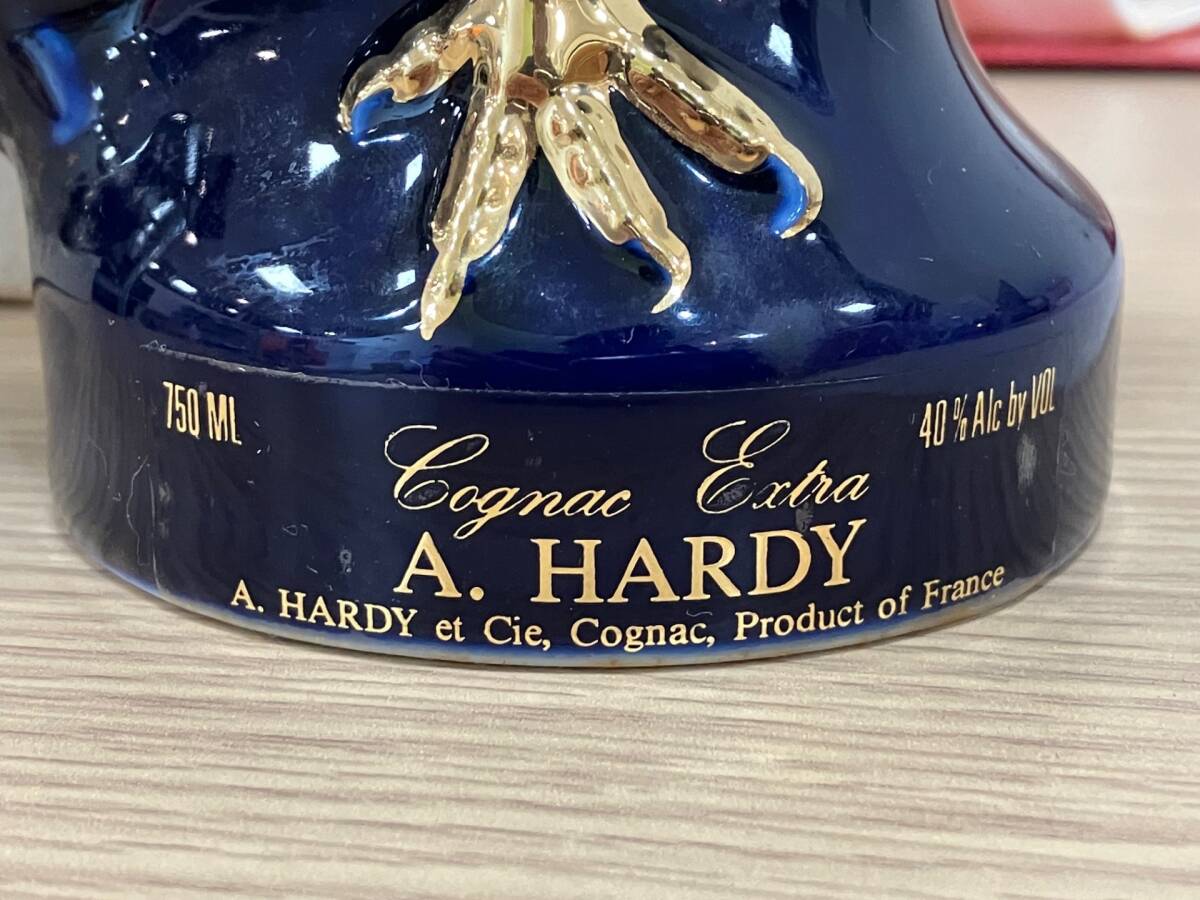 750 ML
40 % Alc by VOL
Cognac Extra
A. HARDY
A. HARDY et Cie, Cognac, Product of France